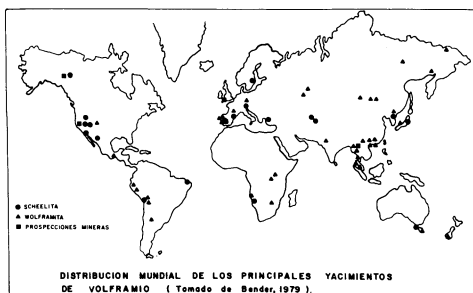 SCHEELITA
WOLFRAMITA
PROSPECCIONES MINERAS
DISTRIBUCION MUNDIAL DE LOS PRINCIPALES YACIMIENTOS
DE VOLFRAMIO ( Tomado de Bender, 1979 ).